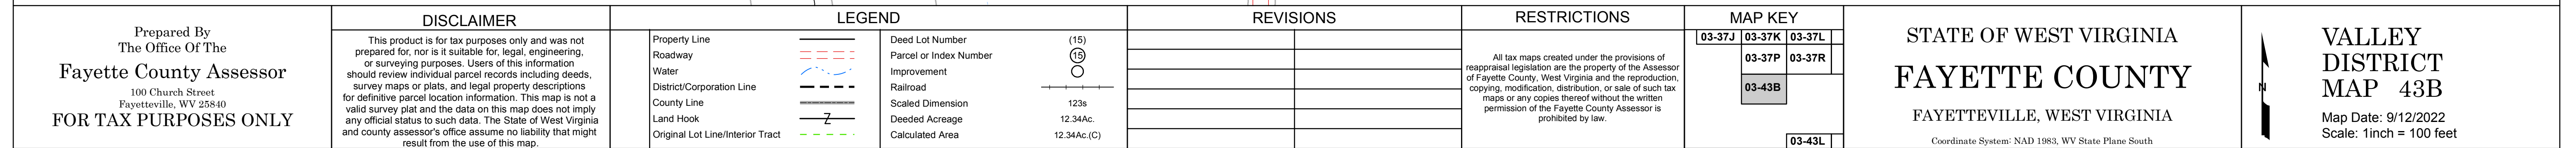 Prepared By
The Office Of The
Fayette County Assessor
100 Church Street
Fayetteville, WV 25840
FOR TAX PURPOSES ONLY
DISCLAIMER
This product is for tax purposes only and was not
prepared for, nor is it suitable for, legal, engineering,
or surveying purposes. Users of this information
should review individual parcel records including deeds,
survey maps or plats, and legal property descriptions
for definitive parcel location information. This map is not a
valid survey plat and the data on this map does not imply
any official status to such data. The State of West Virginia
and county assessor's office assume no liability that might
result from the use of this map.
LEGEND
Property Line
Roadway
Water
District/Corporation Line
County Line
Land Hook
Z
Original Lot Line/Interior Tract
Deed Lot Number (15)
Parcel or Index Number 15
Improvement
Railroad
Scaled Dimension 123s
Deeded Acreage 12.34Ac.
Calculated Area 12.34Ac.(C)
REVISIONS
RESTRICTIONS
All tax maps created under the provisions of
reappraisal legislation are the property of the Assessor
of Fayette County, West Virginia and the reproduction,
copying, modification, distribution, or sale of such tax
maps or any copies thereof without the written
permission of the Fayette County Assessor is
prohibited by law.
MAP KEY
03-37J 03-37K 03-37L
03-37P 03-37R
03-43B
03-43L
STATE OF WEST VIRGINIA
FAYETTE COUNTY
FAYETTEVILLE, WEST VIRGINIA
Coordinate System: NAD 1983, WV State Plane South
N
VALLEY
DISTRICT
MAP 43B
Map Date: 9/12/2022
Scale: 1inch = 100 feet